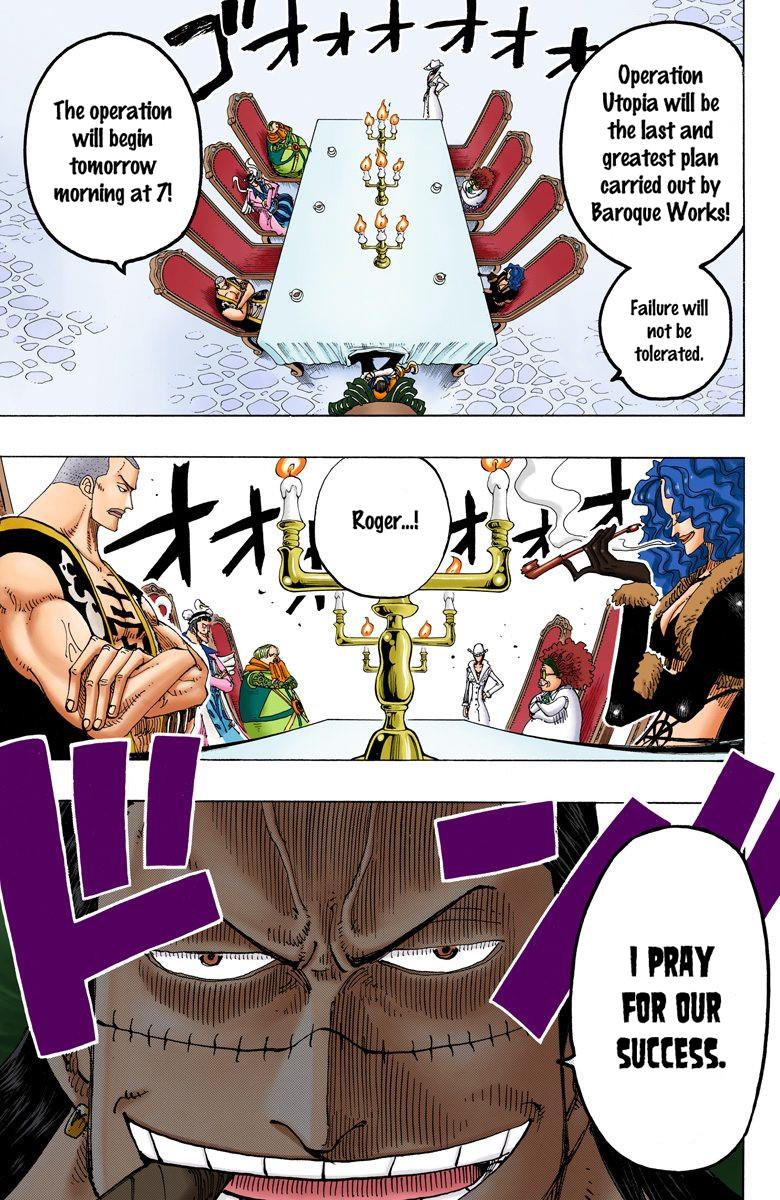 ゴオオオオオオオ
Operation
Utopia will be
the last and
greatest plan
carried out by
Baroque Works!
Failure will
not be
tolerated.
The operation
will begin
tomorrow
morning at 7!
オオオオオオ
Roger...!
ドン
I PRAY
FOR OUR
SUCCESS.